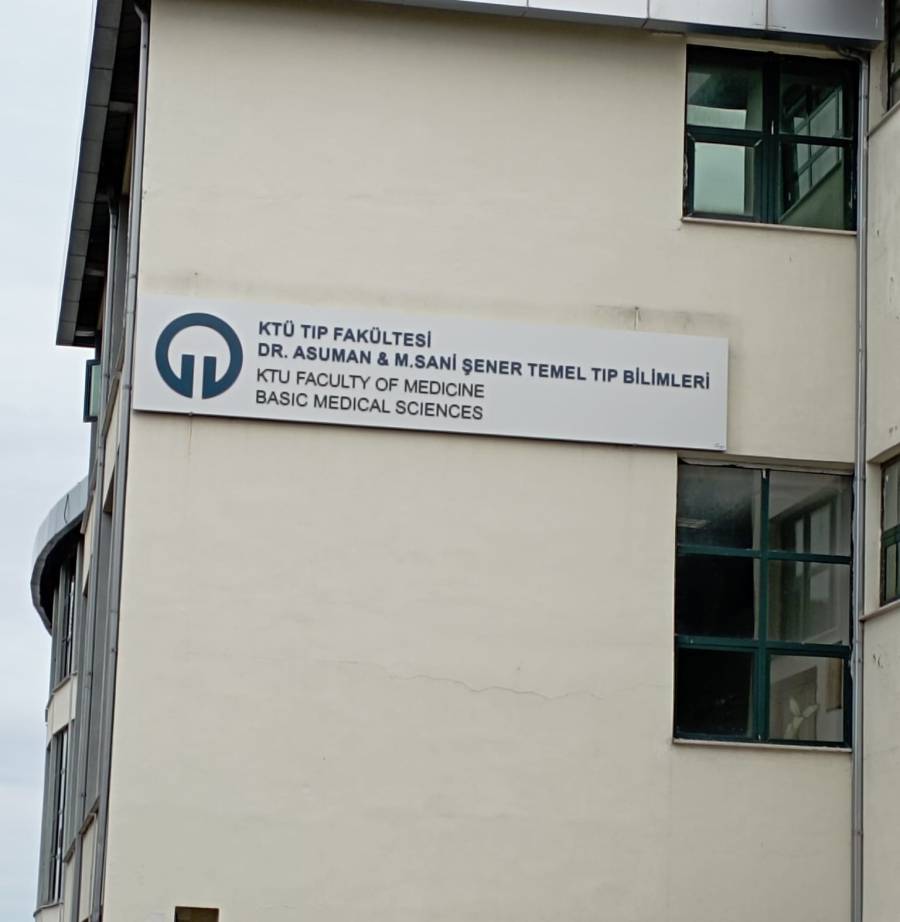 KTÜ TIP FAKÜLTESİ
DR. ASUMAN & M.SANİ ŞENER TEMEL TIP BİLİMLERİ
KTU FACULTY OF MEDICINE
BASIC MEDICAL SCIENCES